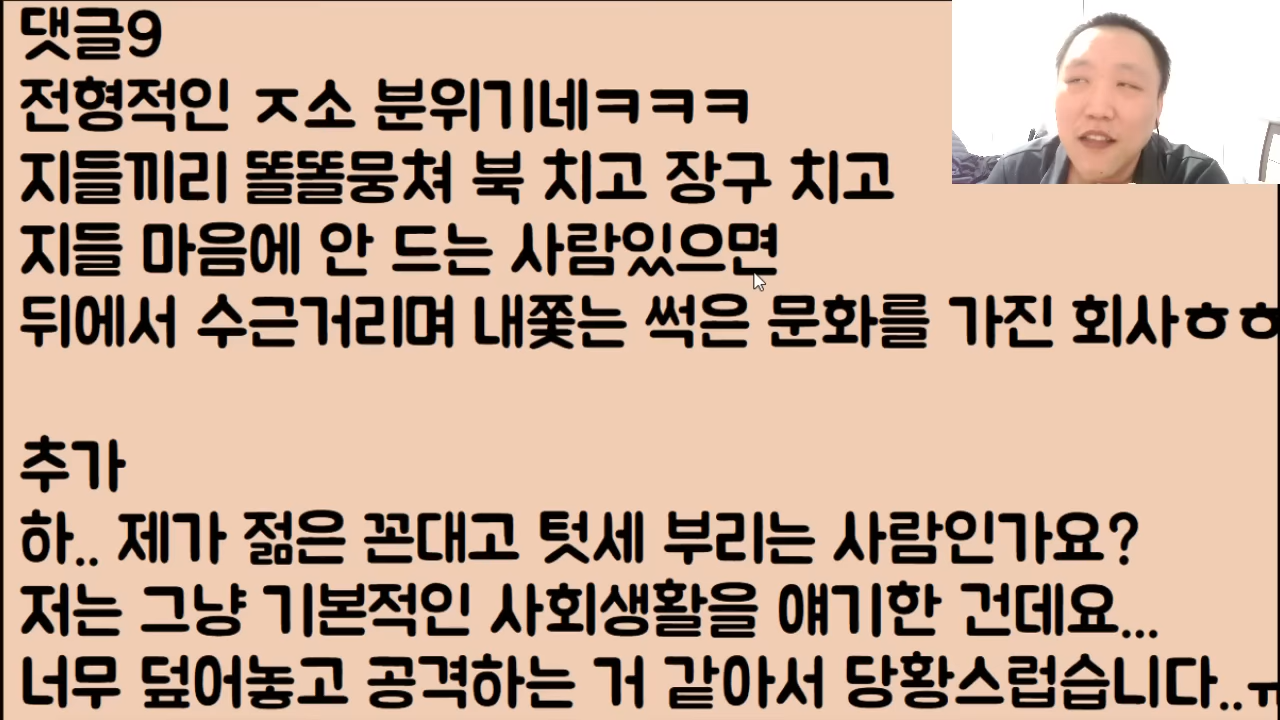 댓글9
전형적인 ㅈ소 분위기네ㅋㅋㅋ
지들끼리 똘똘뭉쳐 북 치고 장구 치고
지들 마음에 안 드는 사람있으면
뒤에서 수근거리며 내쫓는 썩은 문화를 가진 회사ㅎㅎ
추가
하.. 제가 젊은 꼰대고 텃세 부리는 사람인가요?
저는 그냥 기본적인 사회생활을 얘기한 건데요...
너무 덮어놓고 공격하는 거 같아서 당황스럽습니다..ㅠ